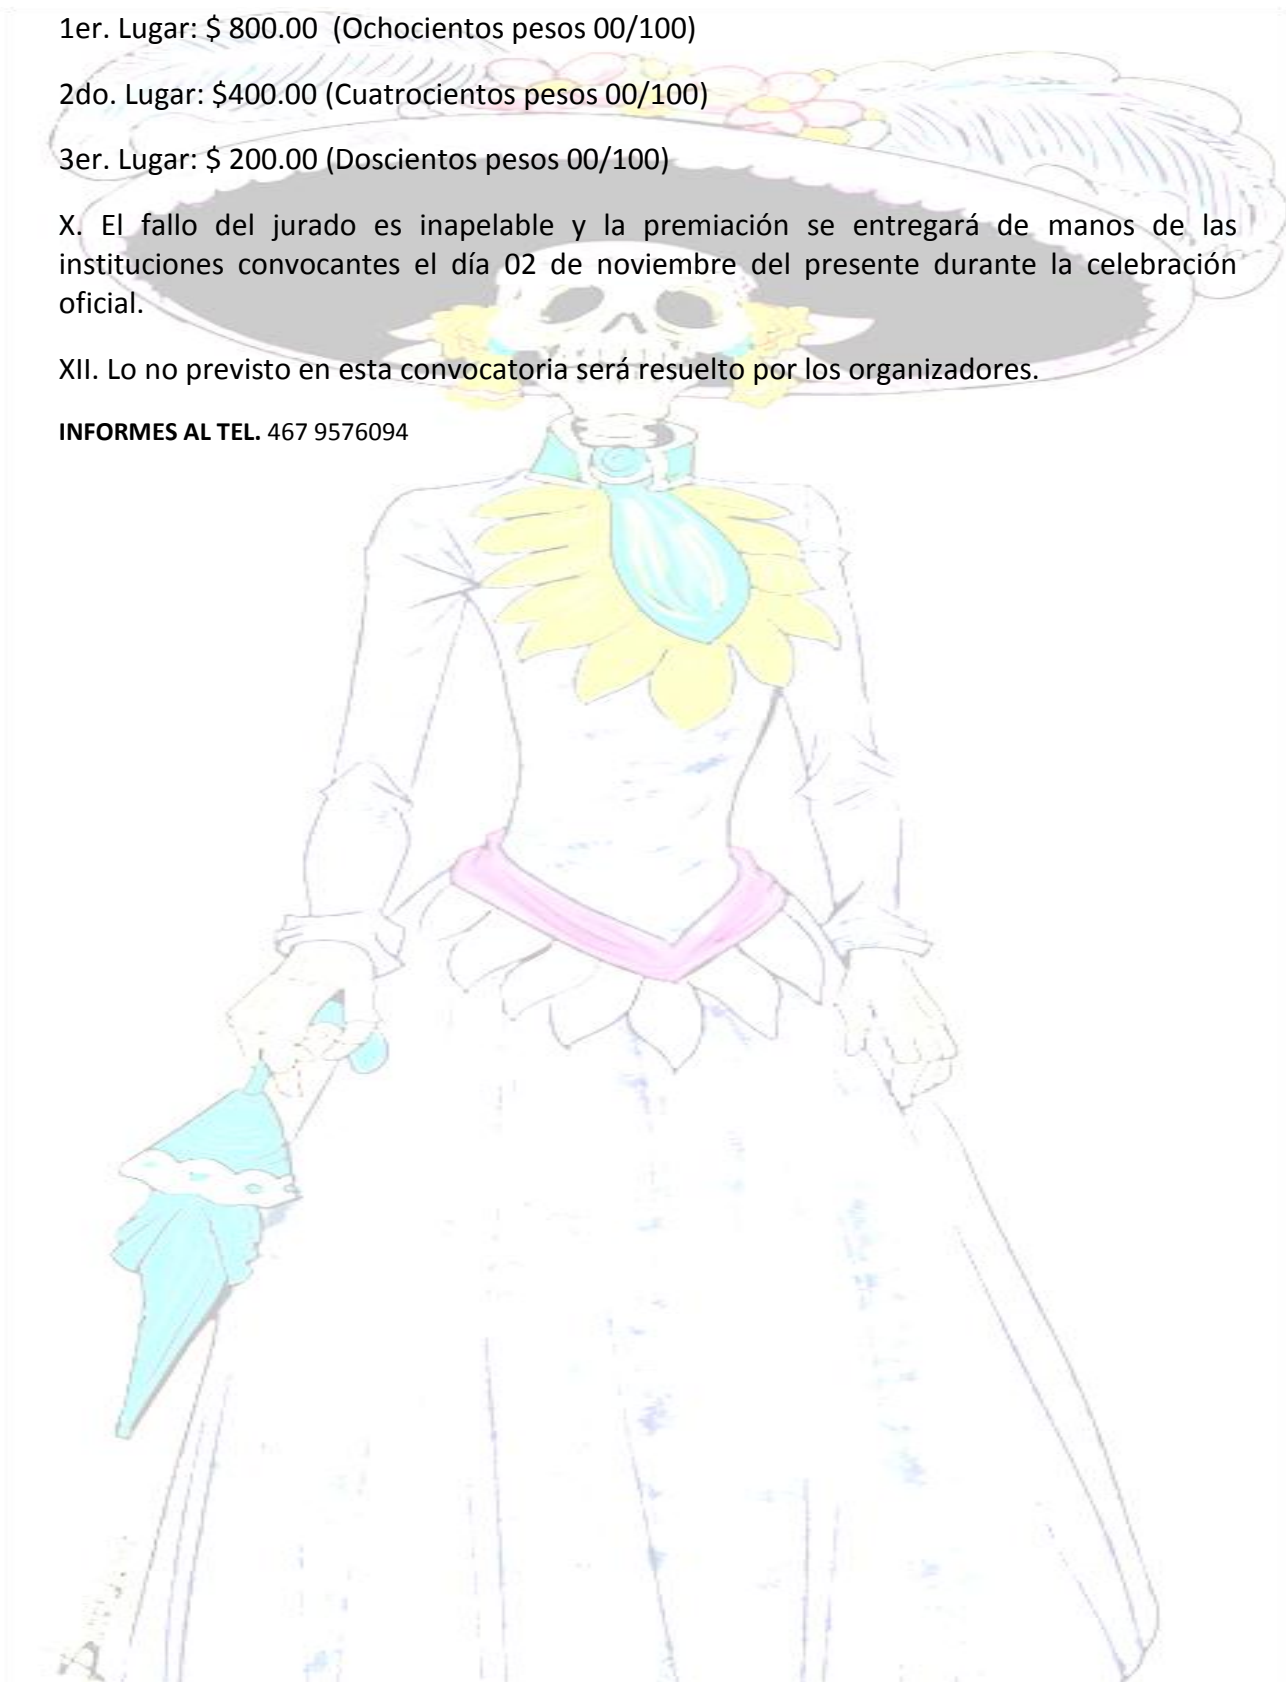 1er. Lugar: $ 800.00  (Ochocientos pesos 00/100)
2do. Lugar: $400.00 (Cuatrocientos pesos 00/100)
3er. Lugar: $ 200.00 (Doscientos pesos 00/100)
X. El fallo del jurado es inapelable y la premiación se entregará de manos de las
instituciones convocantes el día 02 de noviembre del presente durante la celebración
oficial.
XII. Lo no previsto en esta convocatoria será resuelto por los organizadores.
INFORMES AL TEL. 467 9576094